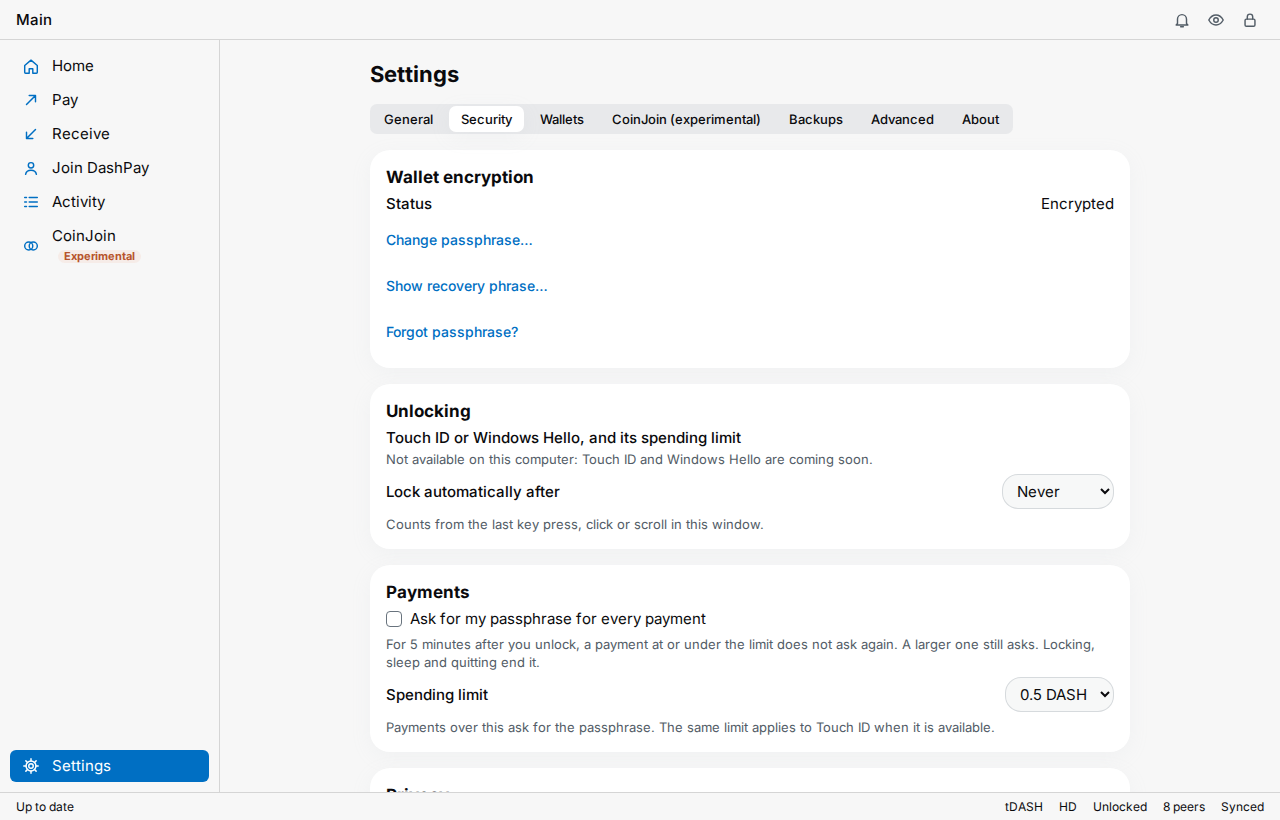 Main
Home
Pay
Receive
Join DashPay
Activity
CoinJoin
Experimental
Settings
Settings
General
Security
Wallets
CoinJoin (experimental)
Backups
Advanced
About
Wallet encryption
Status
Encrypted
Change passphrase...
Show recovery phrase...
Forgot passphrase?
Unlocking
Touch ID or Windows Hello, and its spending limit
Not available on this computer: Touch ID and Windows Hello are coming soon.
Lock automatically after
Never
Counts from the last key press, click or scroll in this window.
Payments
Ask for my passphrase for every payment
For 5 minutes after you unlock, a payment at or under the limit does not ask again. A larger one still asks. Locking,
sleep and quitting end it.
Spending limit
0.5 DASH
Payments over this ask for the passphrase. The same limit applies to Touch ID when it is available.
Up to date
tDASH
HD
Unlocked
8 peers
Synced